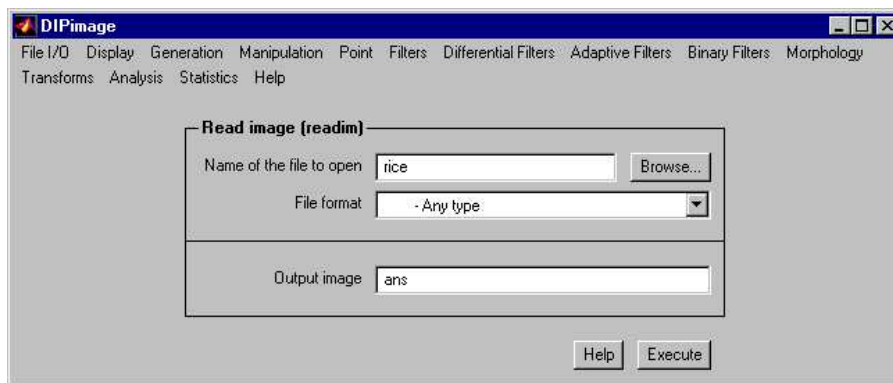 DIPimage
File I/O Display Generation Manipulation Point Filters Differential Filters Adaptive Filters Binary Filters Morphology
Transforms Analysis Statistics Help
Read image (readim)
Name of the file to open rice Browse...
File format - Any type
Output image ans
Help Execute